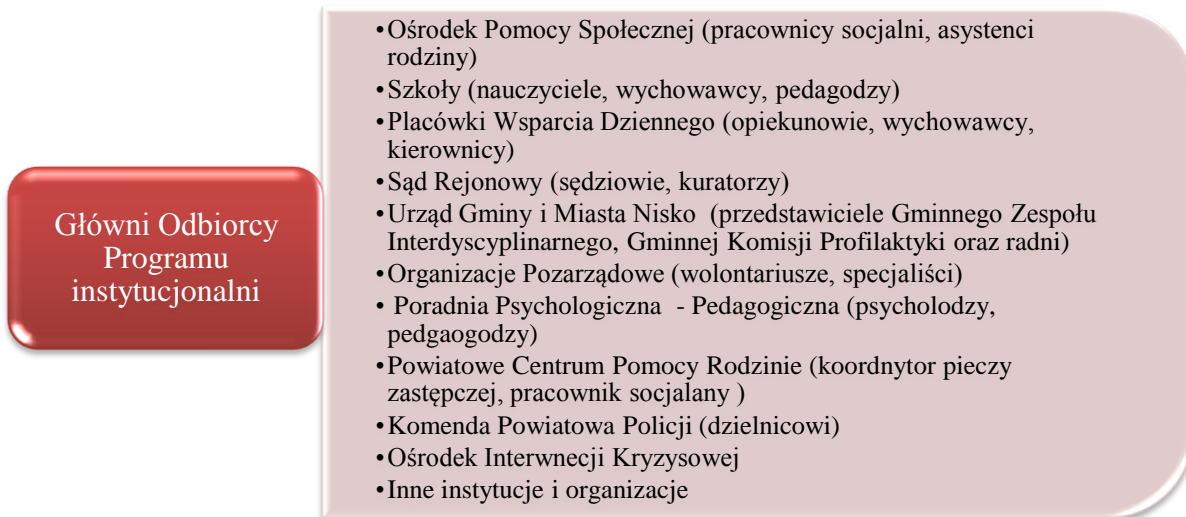 Główni Odbiorcy
Programu
instytucjonalni
•Ośrodek Pomocy Społecznej (pracownicy socjalni, asystenci
rodziny)
•Szkoły (nauczyciele, wychowawcy, pedagodzy)
•Placówki Wsparcia Dziennego (opiekunowie, wychowawcy,
kierownicy)
•Sąd Rejonowy (sędziowie, kuratorzy)
•Urząd Gminy i Miasta Nisko (przedstawiciele Gminnego Zespołu
Interdyscyplinarnego, Gminnej Komisji Profilaktyki oraz radni)
•Organizacje Pozarządowe (wolontariusze, specjaliści)
• Poradnia Psychologiczna - Pedagogiczna (psycholodzy,
pedgaogodzy)
•Powiatowe Centrum Pomocy Rodzinie (koordnytor pieczy
zastępczej, pracownik socjalany )
•Komenda Powiatowa Policji (dzielnicowi)
•Ośrodek Interwnecji Kryzysowej
•Inne instytucje i organizacje